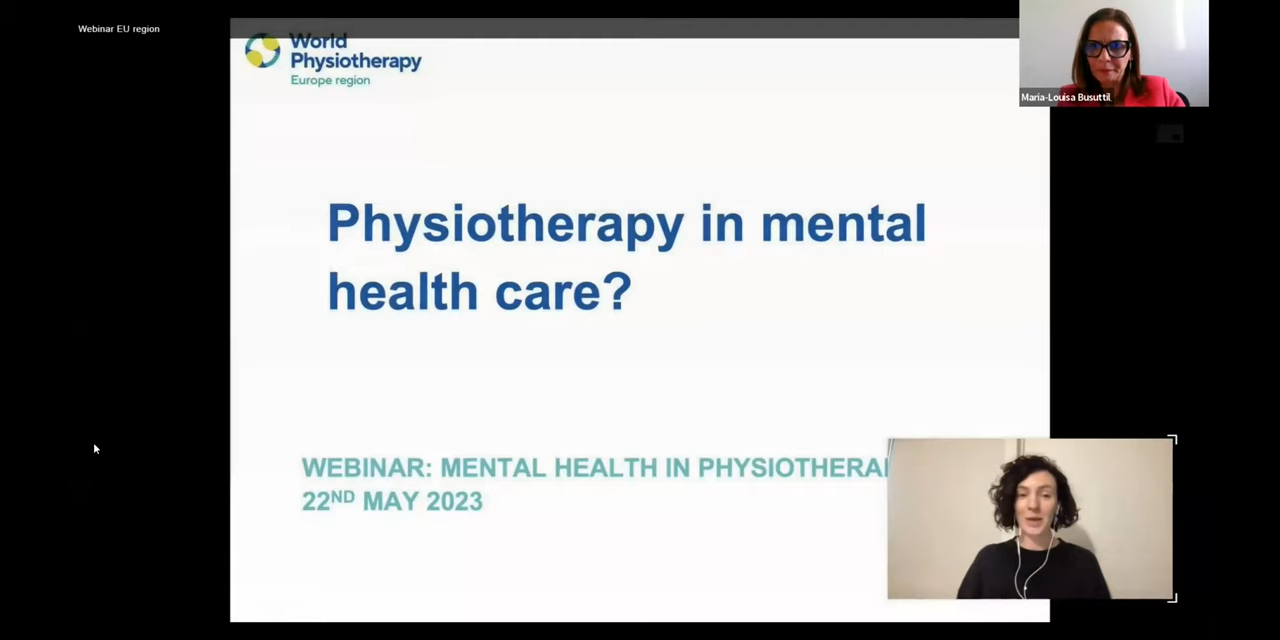 Webinar EU region
World
Physiotherapy
Europe region
Maria-Louisa Busuttil
Physiotherapy in mental
health care?
WEBINAR: MENTAL HEALTH IN PHYSIOTHERA
22ND MAY 2023